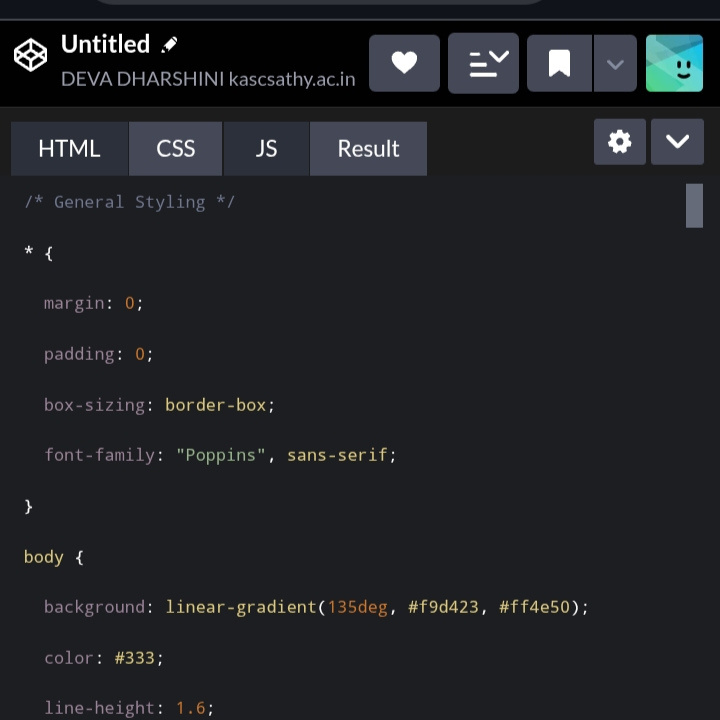 Untitled
DEVA DHARSHINI kascsathy.ac.in
HTML CSS JS Result
/* General Styling */
* {
margin: 0;
padding: 0;
box-sizing: border-box;
font-family: "Poppins", sans-serif;
}
body {
background: linear-gradient(135deg, #f9d423, #ff4e50);
color: #333;
line-height: 1.6;